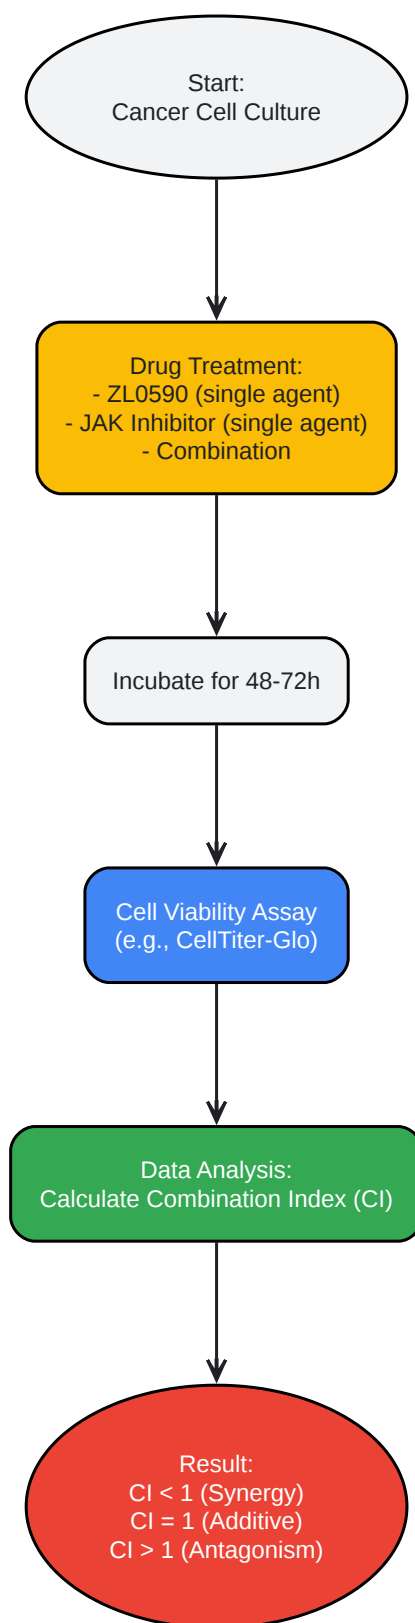 Start:
Cancer Cell Culture
Drug Treatment:
- ZL0590 (single agent)
- JAK Inhibitor (single agent)
- Combination
Incubate for 48-72h
Cell Viability Assay
(e.g., CellTiter-Glo)
Data Analysis:
Calculate Combination Index (CI)
Result:
CI < 1 (Synergy)
CI = 1 (Additive)
CI > 1 (Antagonism)